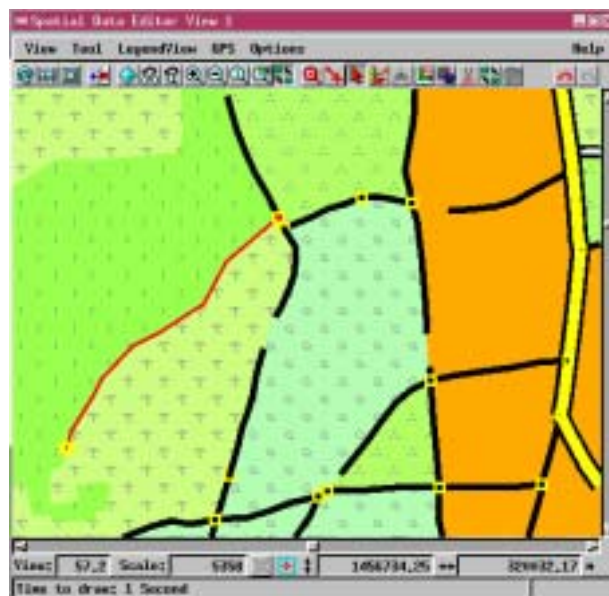 Spatial Data Editor View 1
View Tool LegendView GPS Options Help
View: 57.2 Scale: 5350 1456734.25
Time to draw: 1 Second